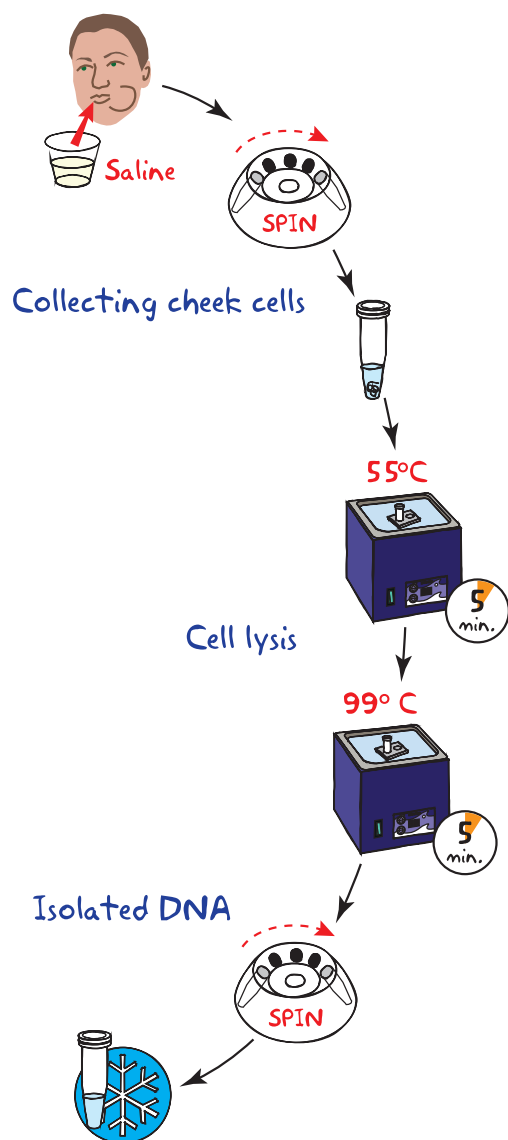 Saline
SPIN
Collecting cheek cells
55°C
5
min.
Cell lysis
99° C
5
min.
Isolated DNA
SPIN